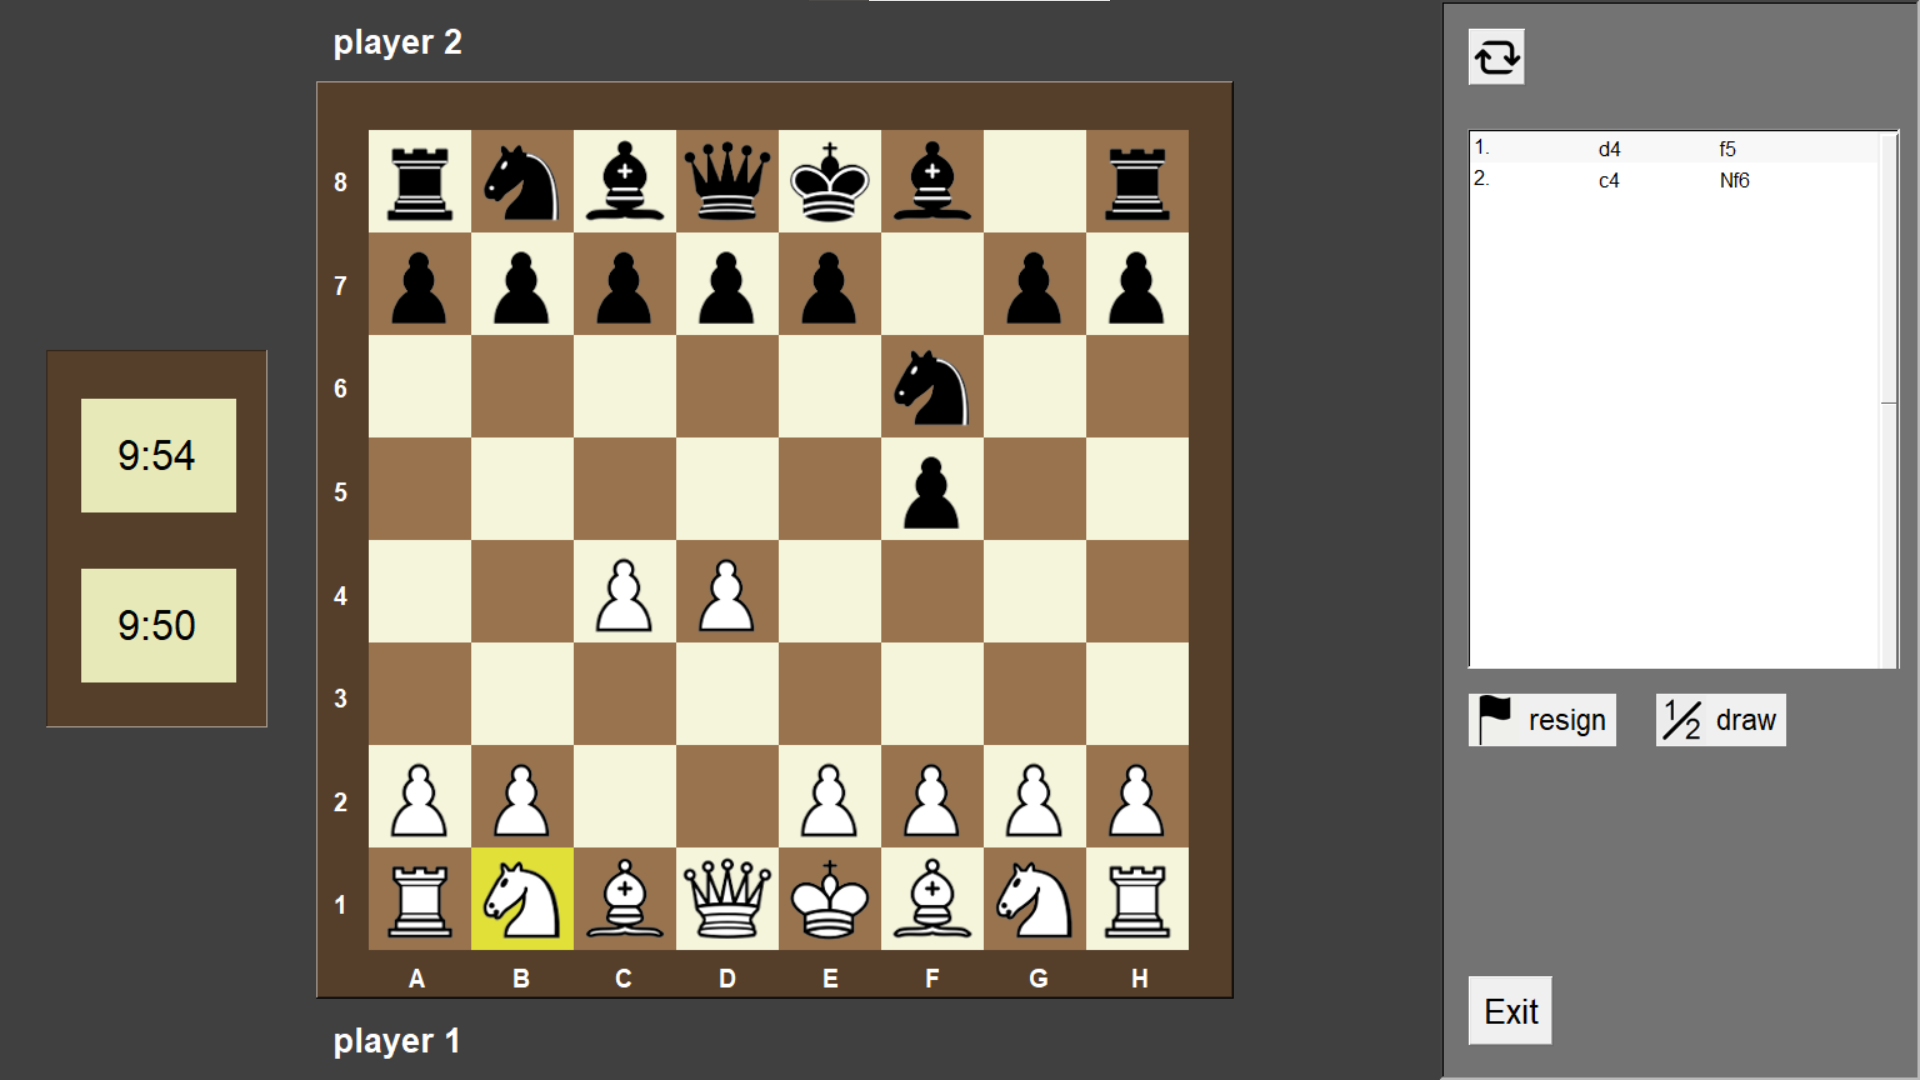 player 2
1. d4 f5
2. c4 Nf6
8
7
6
5
4
3
2
1
9:54
9:50
A B C D E F G H
player 1
resign
1/2 draw
Exit